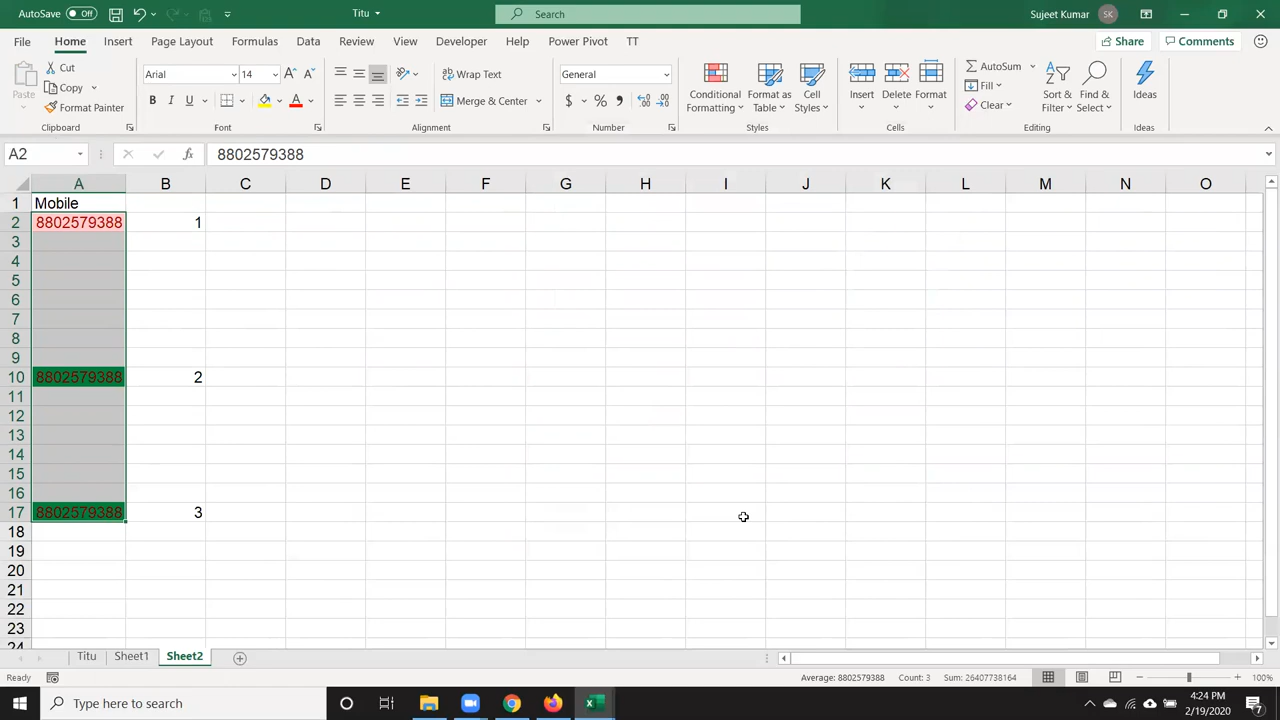 AutoSave Off Titu Search Sujeet Kumar SK
File Home Insert Page Layout Formulas Data Review View Developer Help Power Pivot TT Share Comments
Paste Cut Copy Format Painter Clipboard
Arial 14 A A B I U A Font
Wrap Text Merge & Center Alignment
General $ % , Number
Conditional Formatting Format as Table Cell Styles Styles
Insert Delete Format Cells
AutoSum Fill Clear Sort & Filter Find & Select Editing
Ideas Ideas
A2 fx 8802579388
A B C D E F G H I J K L M N O
1 Mobile
2 8802579388 1
3
4
5
6
7
8
9
10 8802579388 2
11
12
13
14
15
16
17 8802579388 3
18
19
20
21
22
23
24
Titu Sheet1 Sheet2
Ready Average: 8802579388 Count: 3 Sum: 26407738164 100%
Type here to search 4:24 PM
2/19/2020 7